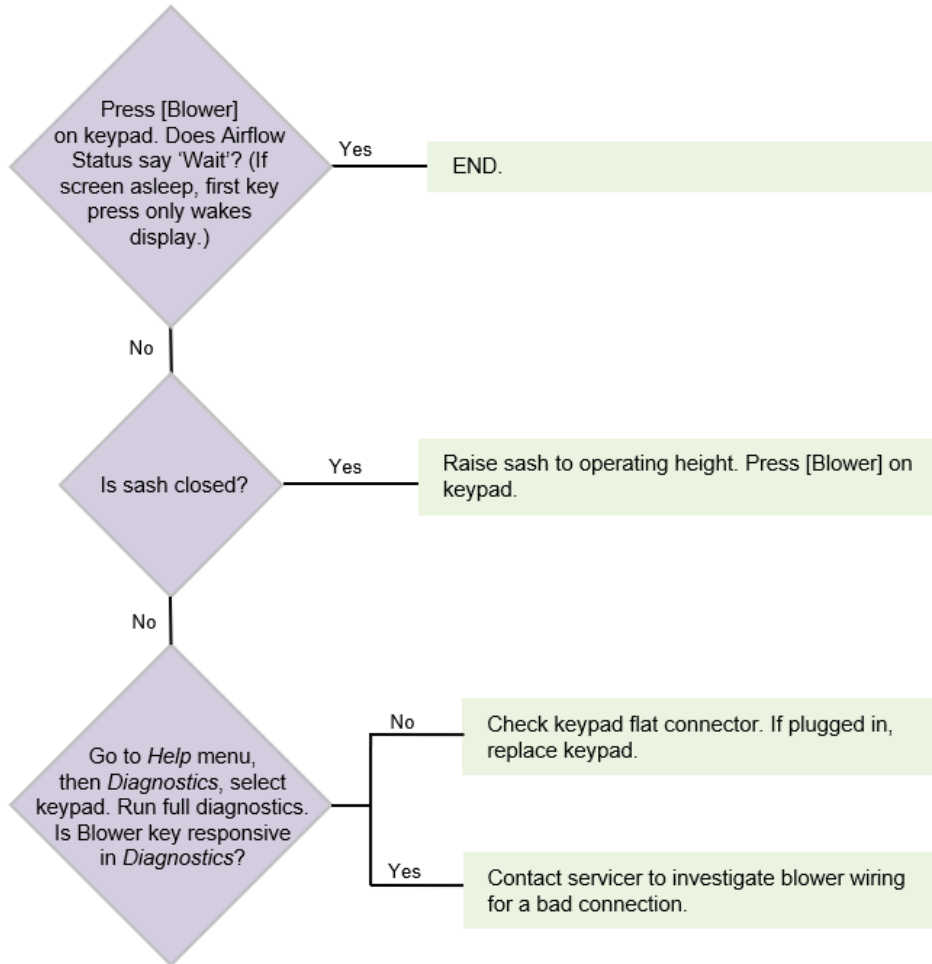 Press [Blower]
on keypad. Does Airflow
Status say ‘Wait’? (If
screen asleep, first key
press only wakes
display.)
Yes
END.
No
Is sash closed?
Yes
Raise sash to operating height. Press [Blower] on
keypad.
No
Go to Help menu,
then Diagnostics, select
keypad. Run full diagnostics.
Is Blower key responsive
in Diagnostics?
No
Check keypad flat connector. If plugged in,
replace keypad.
Yes
Contact servicer to investigate blower wiring
for a bad connection.